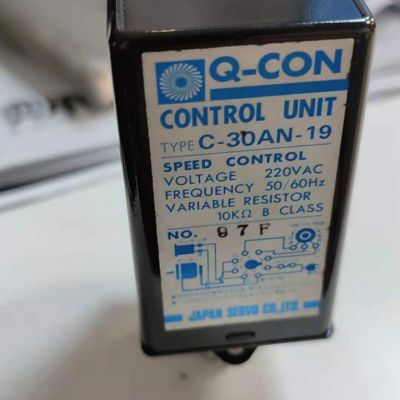 Q-CON
CONTROL UNIT
TYPE C-30AN-19
SPEED CONTROL
VOLTAGE 220VAC
FREQUENCY 50/60Hz
VARIABLE RESISTOR
10KΩ B CLASS
NO. 97F
JAPAN SERVO CO.,LTD.